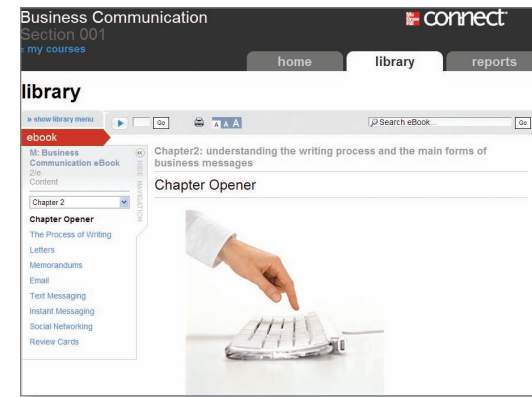 Business Communication
Section 001
‹ my courses
connect
home
library
reports
library
» show library menu
Go
A A A
Search eBook...
Go
ebook
M: Business
Communication eBook
2/e
Content
HIDE NAVIGATION
Chapter 2
Chapter Opener
The Process of Writing
Letters
Memorandums
Email
Text Messaging
Instant Messaging
Social Networking
Review Cards
Chapter2: understanding the writing process and the main forms of
business messages
Chapter Opener